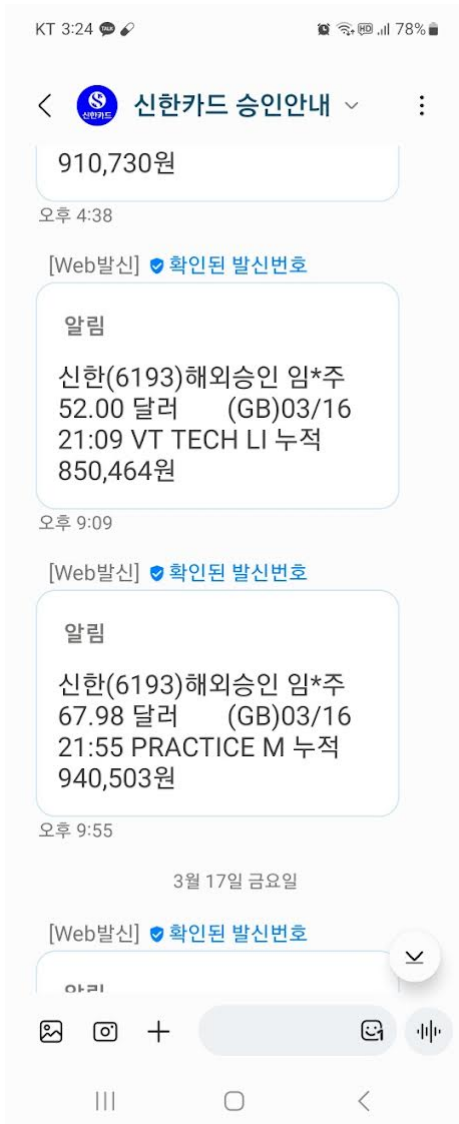 KT 3:24
78%
신한카드 승인안내
910,730원
오후 4:38
[Web발신] 확인된 발신번호
알림
신한(6193)해외승인 임*주
52.00 달러 (GB)03/16
21:09 VT TECH LI 누적
850,464원
오후 9:09
[Web발신] 확인된 발신번호
알림
신한(6193)해외승인 임*주
67.98 달러 (GB)03/16
21:55 PRACTICE M 누적
940,503원
오후 9:55
3월 17일 금요일
[Web발신] 확인된 발신번호